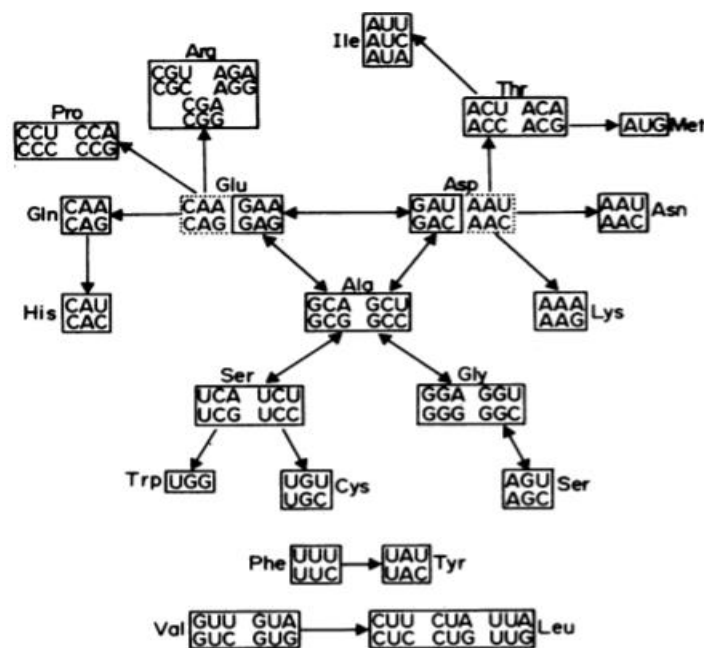 Ile AUU
AUC
AUA
Arg
CGU AGA
CGC AGG
CGA
CGG
Thr
ACU ACA
ACC ACG
AUG Met
Pro
CCU CCA
CCC CCG
Glu
CAA GAA
CAG GAG
Asp
GAU AAU
GAC AAC
Gln CAA
CAG
AAU Asn
AAC
His CAU
CAC
Ala
GCA GCU
GCG GCC
AAA Lys
AAG
Ser
UCA UCU
UCG UCC
Gly
GGA GGU
GGG GGC
Trp UGG
UGU Cys
UGC
AGU Ser
AGC
Phe UUU UAU Tyr
UUC UAC
Val GUU GUA CUU CUA UUA Leu
GUC GUG CUC CUG UUG